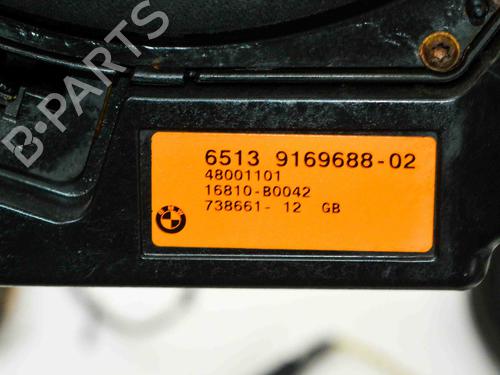 B-PARTS
6513 9169688-02
48001101
16810-B0042
738661- 12 GB